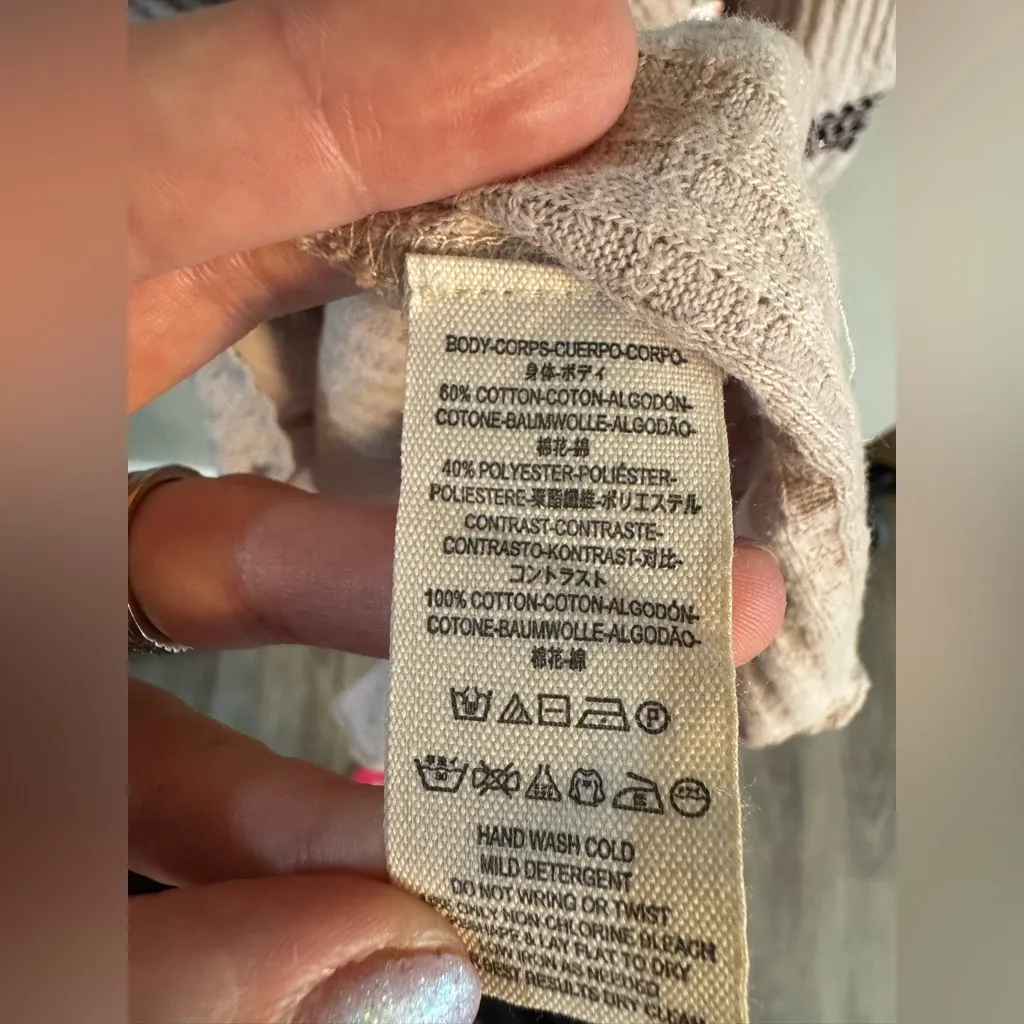 BODY-CORPS-CUERPO-CORPO-
身体-ボディ
60% COTTON-COTON-ALGODÓN-
COTONE-BAUMWOLLE-ALGODÃO-
棉花-綿
40% POLYESTER-POLIÉSTER-
POLIESTERE-聚酯纖維-ポリエステル
CONTRAST-CONTRASTE-
CONTRASTO-KONTRAST-对比-
コントラスト
100% COTTON-COTON-ALGODÓN-
COTONE-BAUMWOLLE-ALGODÃO-
棉花-綿
P
30
HAND WASH COLD
MILD DETERGENT
DO NOT WRING OR TWIST
ONLY NON CHLORINE BLEACH
& LAY FLAT TO DRY
IRON AS NEEDED
BEST RESULTS DRY CLEAN